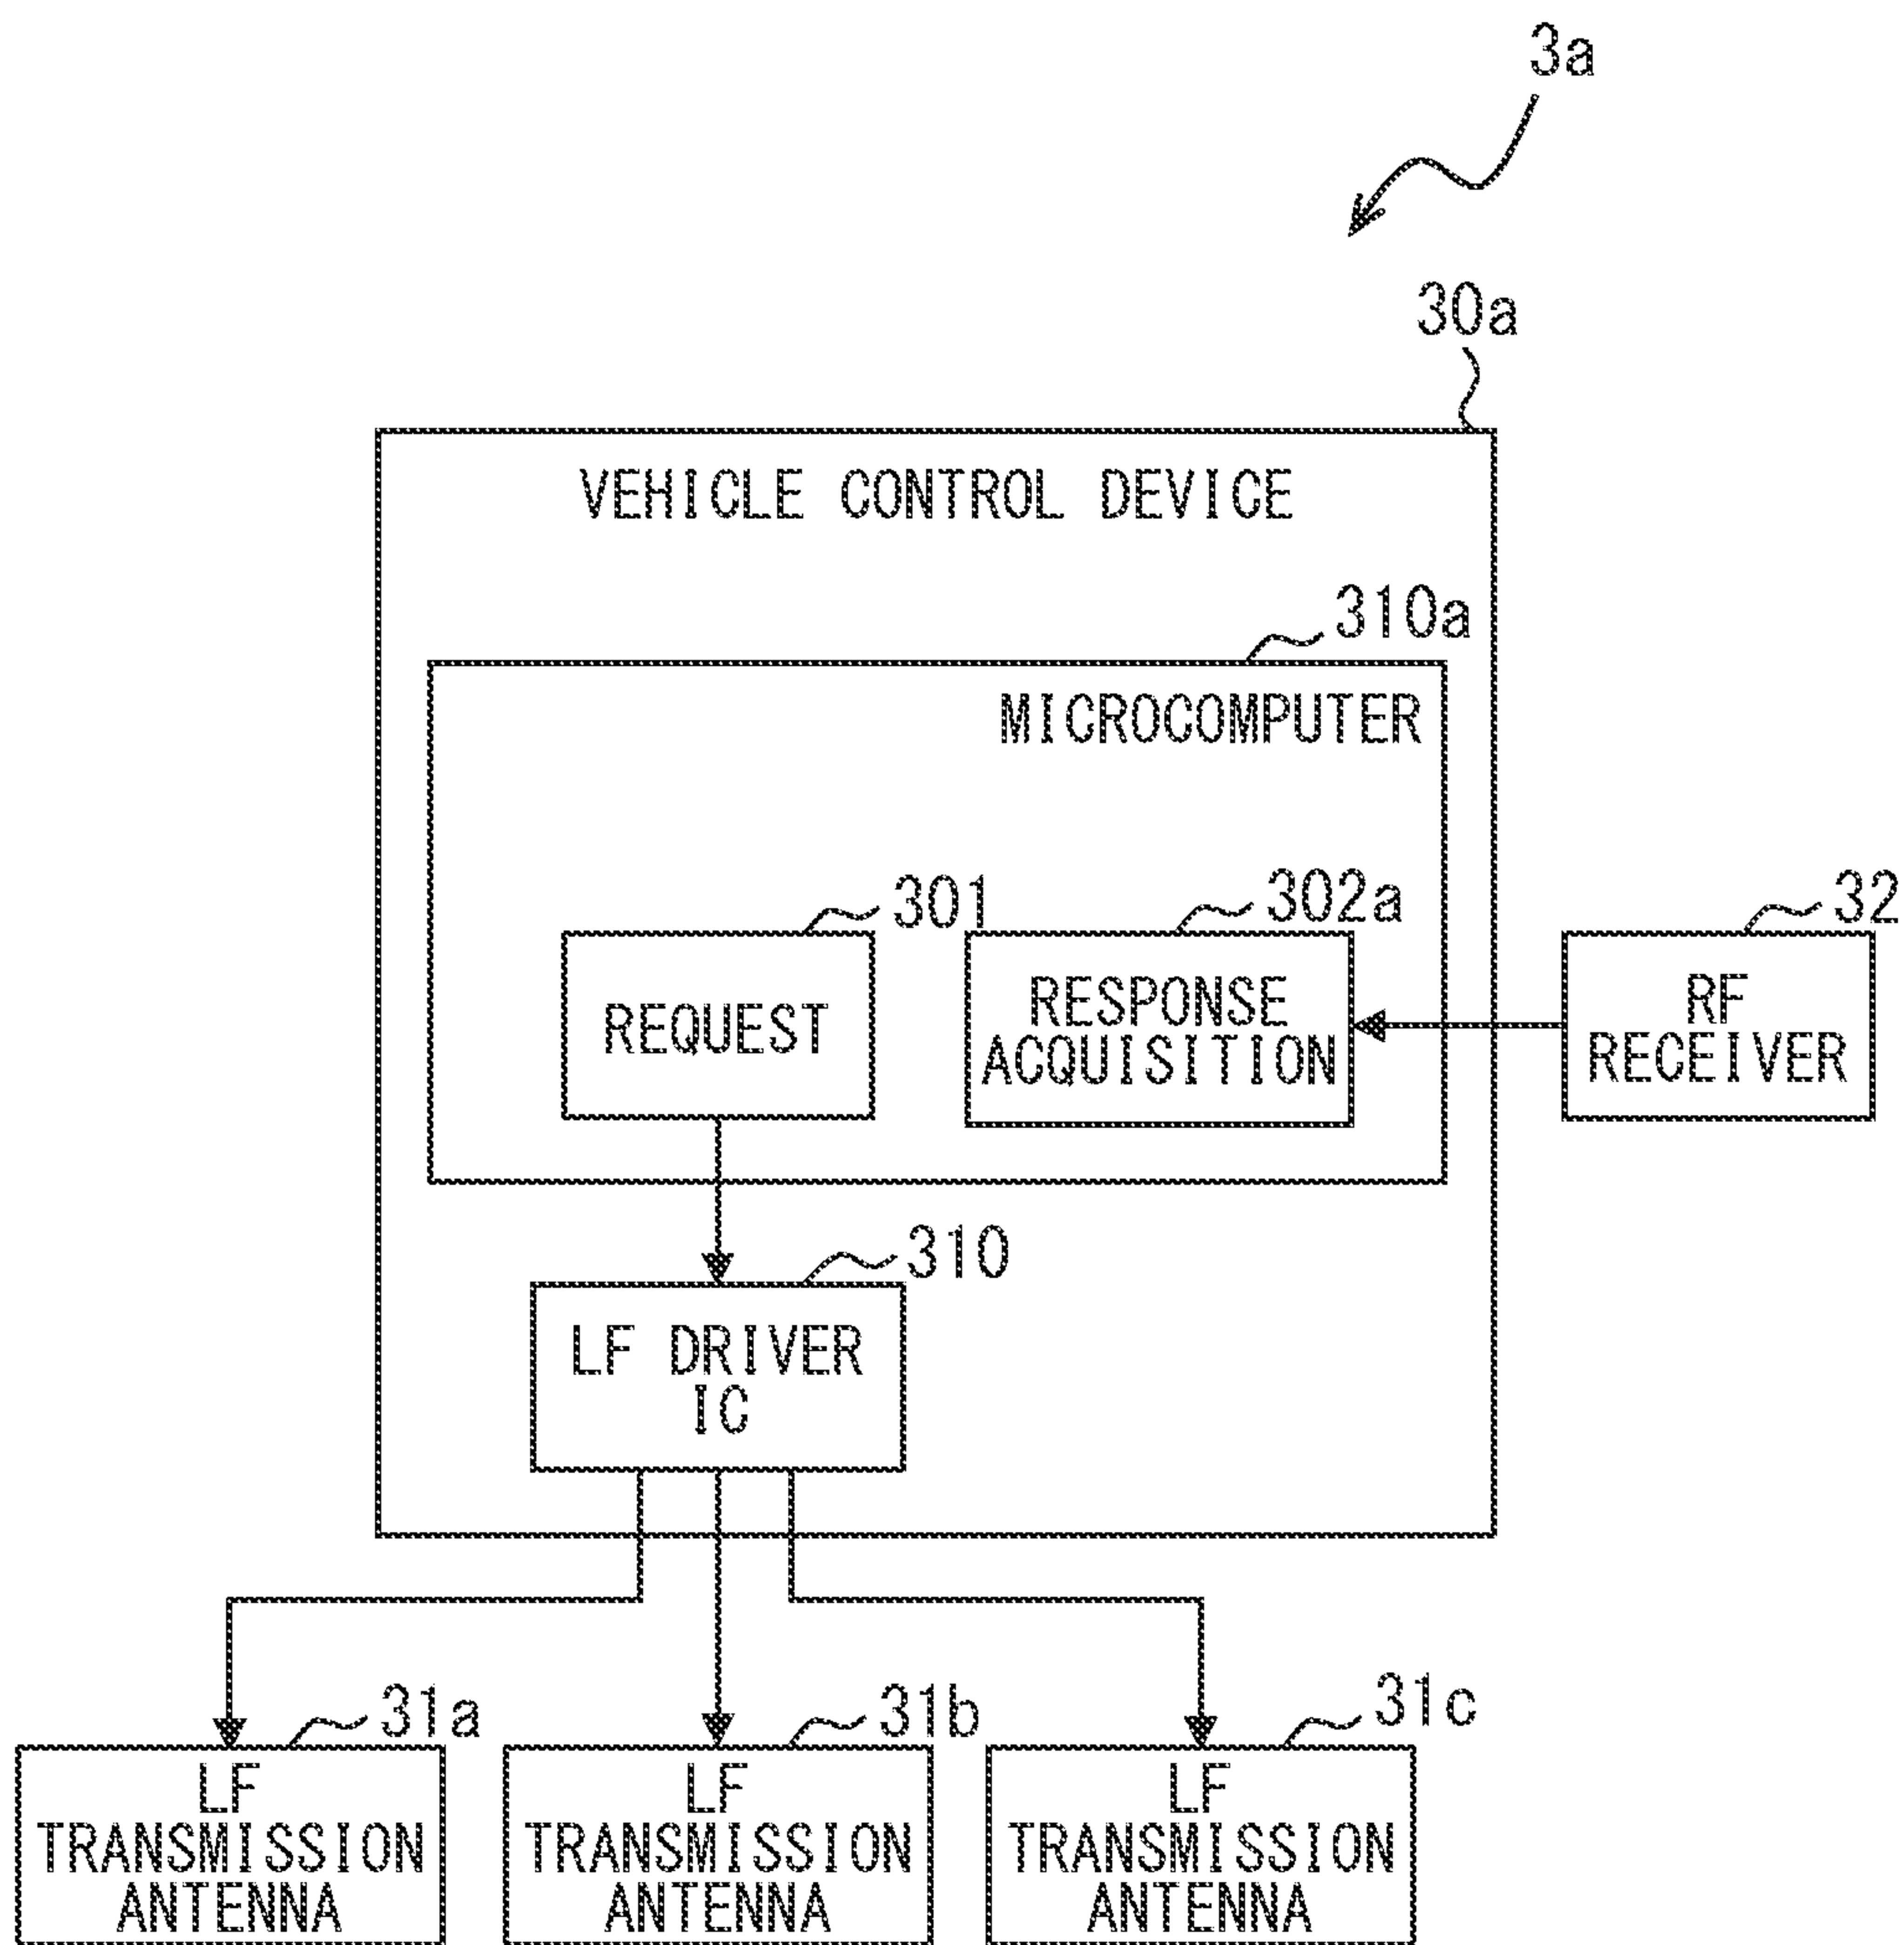 3a
30a
VEHICLE CONTROL DEVICE
310a
MICROCOMPUTER
301
302a
32
REQUEST
RESPONSE
ACQUISITION
RF
RECEIVER
310
LF DRIVER
IC
31a
31b
31c
LF
TRANSMISSION
ANTENNA
LF
TRANSMISSION
ANTENNA
LF
TRANSMISSION
ANTENNA